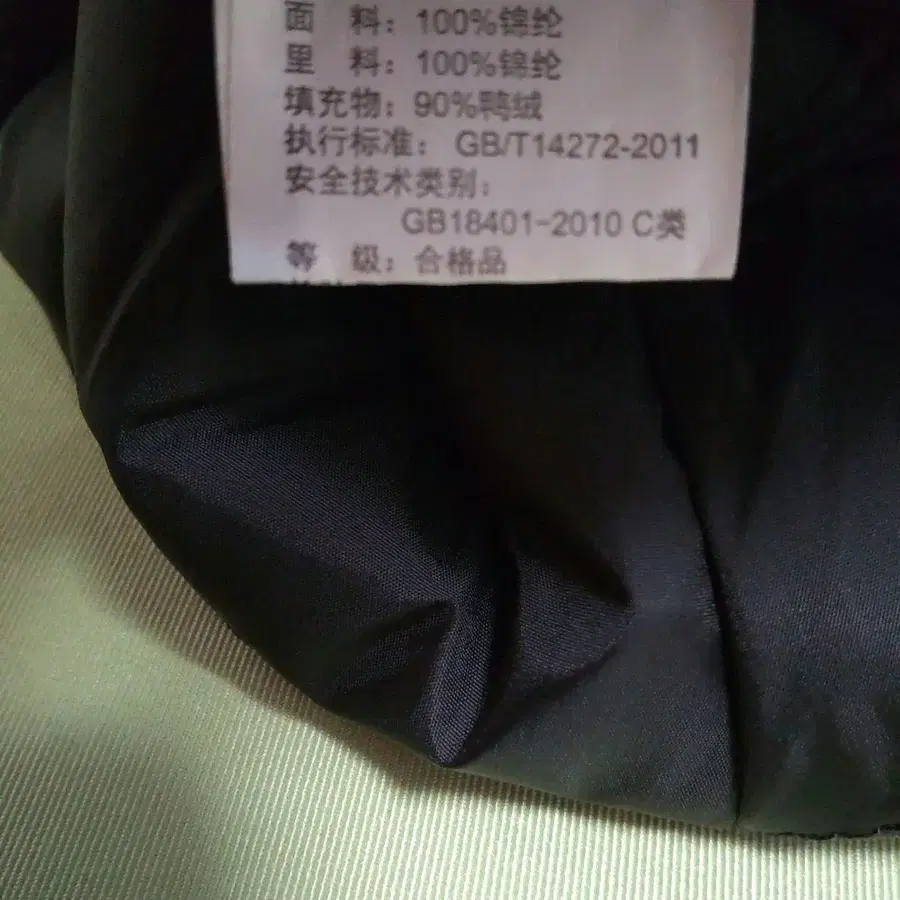 面 料：100%锦纶
里 料：100%锦纶
填充物：90%鸭绒
执行标准： GB/T14272-2011
安全技术类别：
GB18401-2010 C类
等 级：合格品